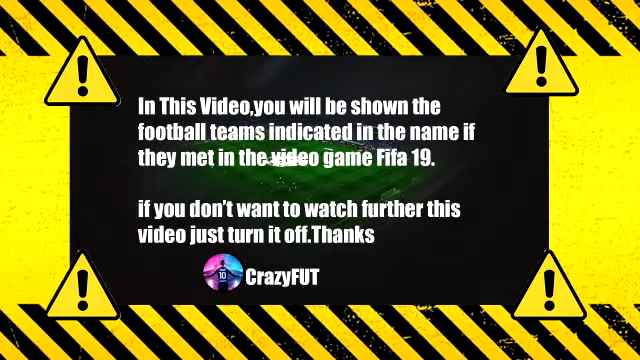 In This Video,you will be shown the
football teams indicated in the name if
they met in the video game Fifa 19.
if you don't want to watch further this
video just turn it off.Thanks
10
CrazyFUT